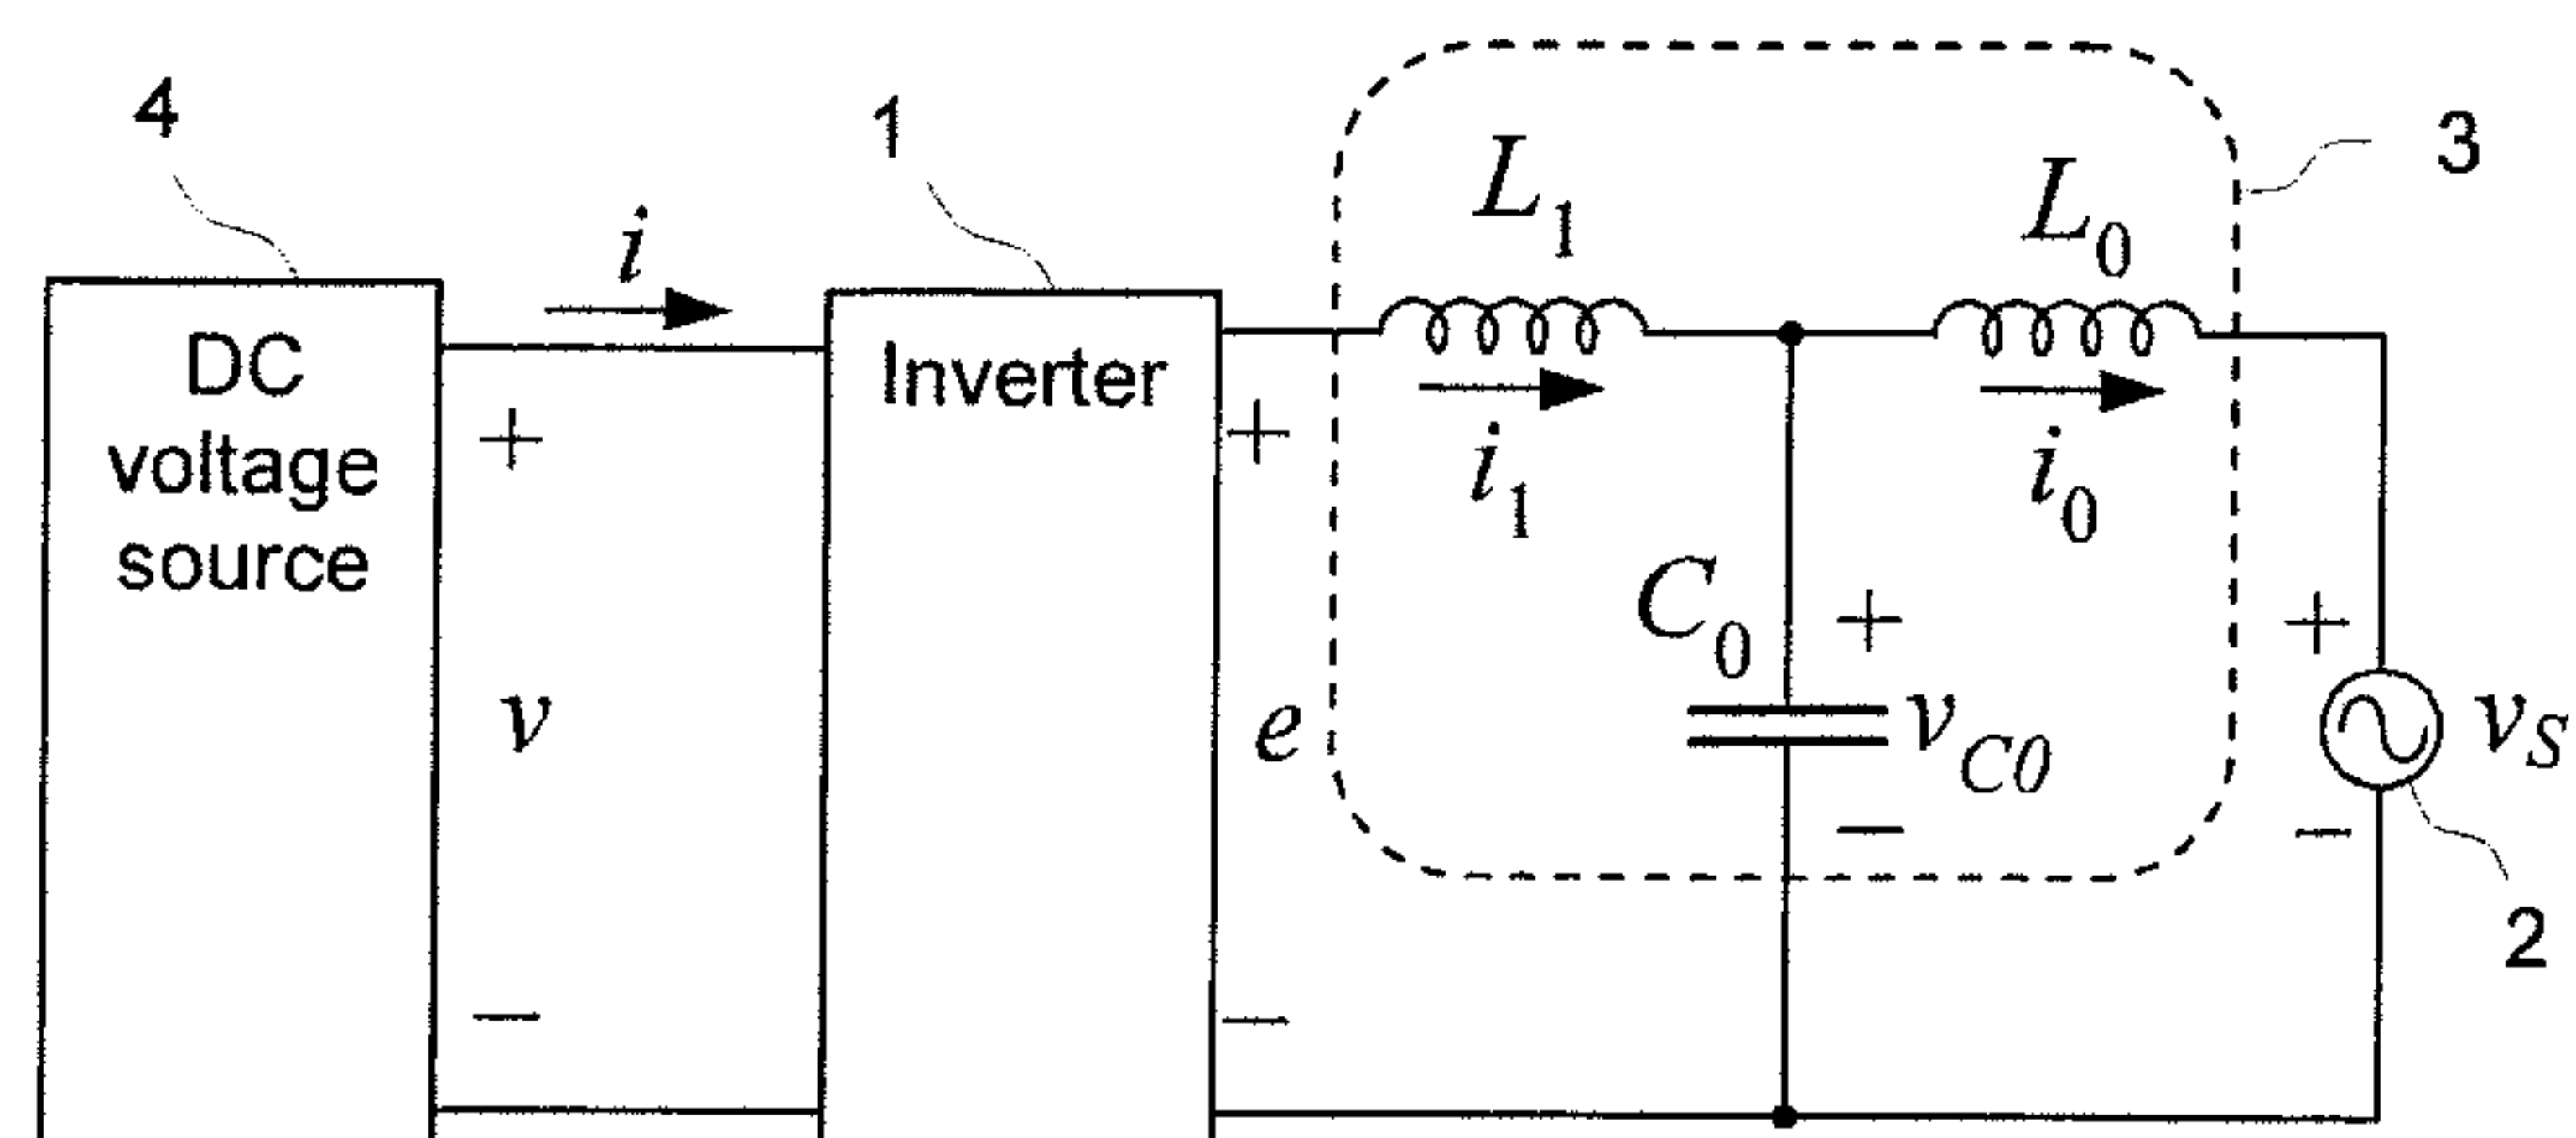 4
1
3
i
L1
L0
DC
voltage
source
Inverter
+
+
i1
i0
C0
+
+
v
e
vC0
vS
−
−
−
−
2